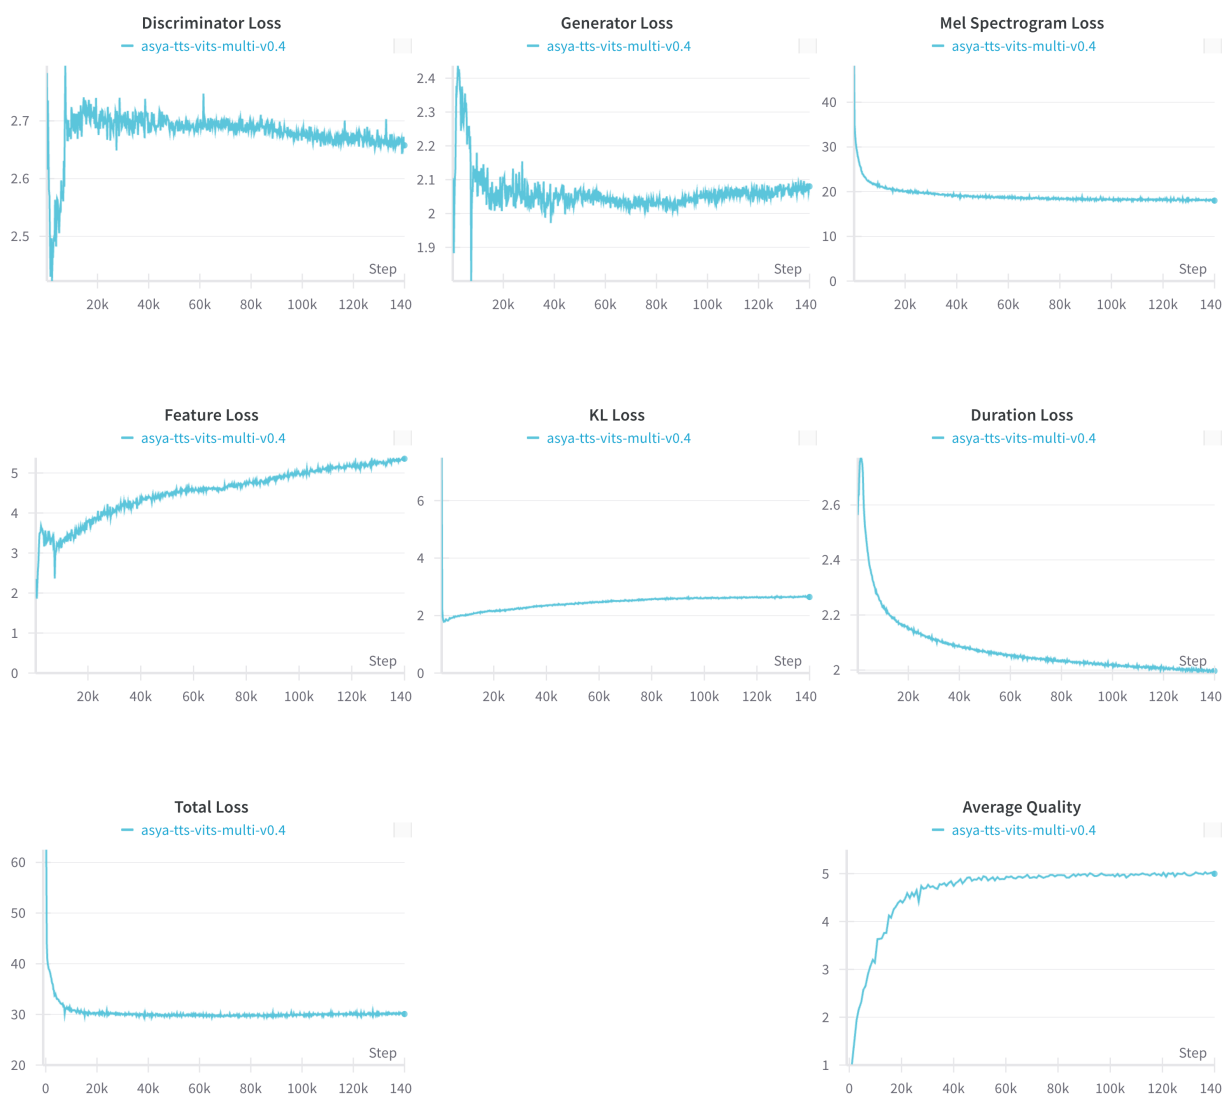 Discriminator Loss
asya-tts-vits-multi-v0.4
2.7
2.6
2.5
Step
20k 40k 60k 80k 100k 120k 140
Generator Loss
asya-tts-vits-multi-v0.4
2.4
2.3
2.2
2.1
2
1.9
Step
20k 40k 60k 80k 100k 120k 140
Mel Spectrogram Loss
asya-tts-vits-multi-v0.4
40
30
20
10
0
Step
20k 40k 60k 80k 100k 120k 140
Feature Loss
asya-tts-vits-multi-v0.4
5
4
3
2
1
0
Step
20k 40k 60k 80k 100k 120k 140
KL Loss
asya-tts-vits-multi-v0.4
6
4
2
0
Step
20k 40k 60k 80k 100k 120k 140
Duration Loss
asya-tts-vits-multi-v0.4
2.6
2.4
2.2
2
Step
20k 40k 60k 80k 100k 120k 140
Total Loss
asya-tts-vits-multi-v0.4
60
50
40
30
20
Step
0 20k 40k 60k 80k 100k 120k 140
Average Quality
asya-tts-vits-multi-v0.4
5
4
3
2
1
Step
0 20k 40k 60k 80k 100k 120k 140